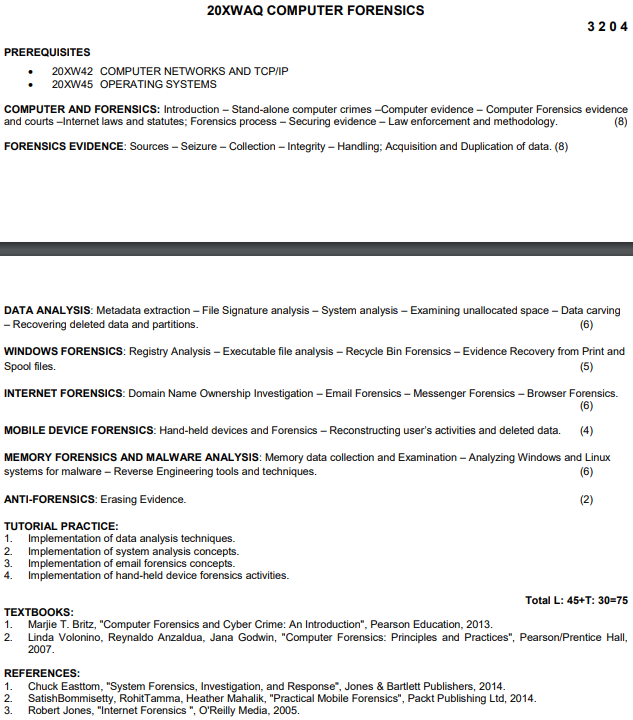 20XWAQ COMPUTER FORENSICS
3 2 0 4
PREREQUISITES
• 20XW42 COMPUTER NETWORKS AND TCP/IP
• 20XW45 OPERATING SYSTEMS
COMPUTER AND FORENSICS: Introduction – Stand-alone computer crimes –Computer evidence – Computer Forensics evidence
and courts –Internet laws and statutes; Forensics process – Securing evidence – Law enforcement and methodology. (8)
FORENSICS EVIDENCE: Sources – Seizure – Collection – Integrity – Handling; Acquisition and Duplication of data. (8)
DATA ANALYSIS: Metadata extraction – File Signature analysis – System analysis – Examining unallocated space – Data carving
– Recovering deleted data and partitions. (6)
WINDOWS FORENSICS: Registry Analysis – Executable file analysis – Recycle Bin Forensics – Evidence Recovery from Print and
Spool files. (5)
INTERNET FORENSICS: Domain Name Ownership Investigation – Email Forensics – Messenger Forensics – Browser Forensics.
(6)
MOBILE DEVICE FORENSICS: Hand-held devices and Forensics – Reconstructing user's activities and deleted data. (4)
MEMORY FORENSICS AND MALWARE ANALYSIS: Memory data collection and Examination – Analyzing Windows and Linux
systems for malware – Reverse Engineering tools and techniques. (6)
ANTI-FORENSICS: Erasing Evidence. (2)
TUTORIAL PRACTICE:
1. Implementation of data analysis techniques.
2. Implementation of system analysis concepts.
3. Implementation of email forensics concepts.
4. Implementation of hand-held device forensics activities.
Total L: 45+T: 30=75
TEXTBOOKS:
1. Marjie T. Britz, "Computer Forensics and Cyber Crime: An Introduction", Pearson Education, 2013.
2. Linda Volonino, Reynaldo Anzaldua, Jana Godwin, "Computer Forensics: Principles and Practices", Pearson/Prentice Hall,
2007.
REFERENCES:
1. Chuck Easttom, "System Forensics, Investigation, and Response", Jones & Bartlett Publishers, 2014.
2. SatishBommisetty, RohitTamma, Heather Mahalik, "Practical Mobile Forensics", Packt Publishing Ltd, 2014.
3. Robert Jones, "Internet Forensics ", O'Reilly Media, 2005.